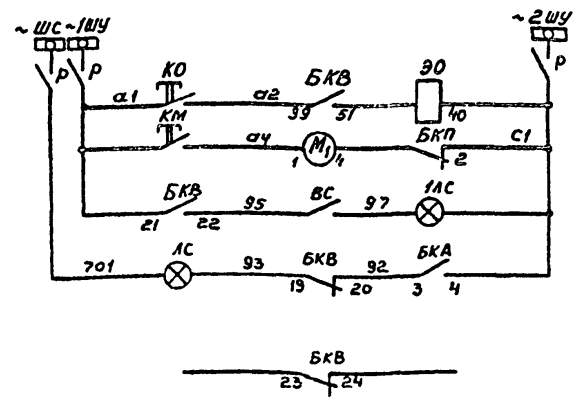 ~ШС ~1ШУ ~2ШУ
Р Р Р
КО БКВ ЭО
а1 а2 39 51 40
КМ БКП
а4 1 М1 4 2 С1
БКВ ВС 1ЛС
21 22 95 97
701 ЛС 93 БКВ 92 БКА
19 20 3 4
БКВ
23 24